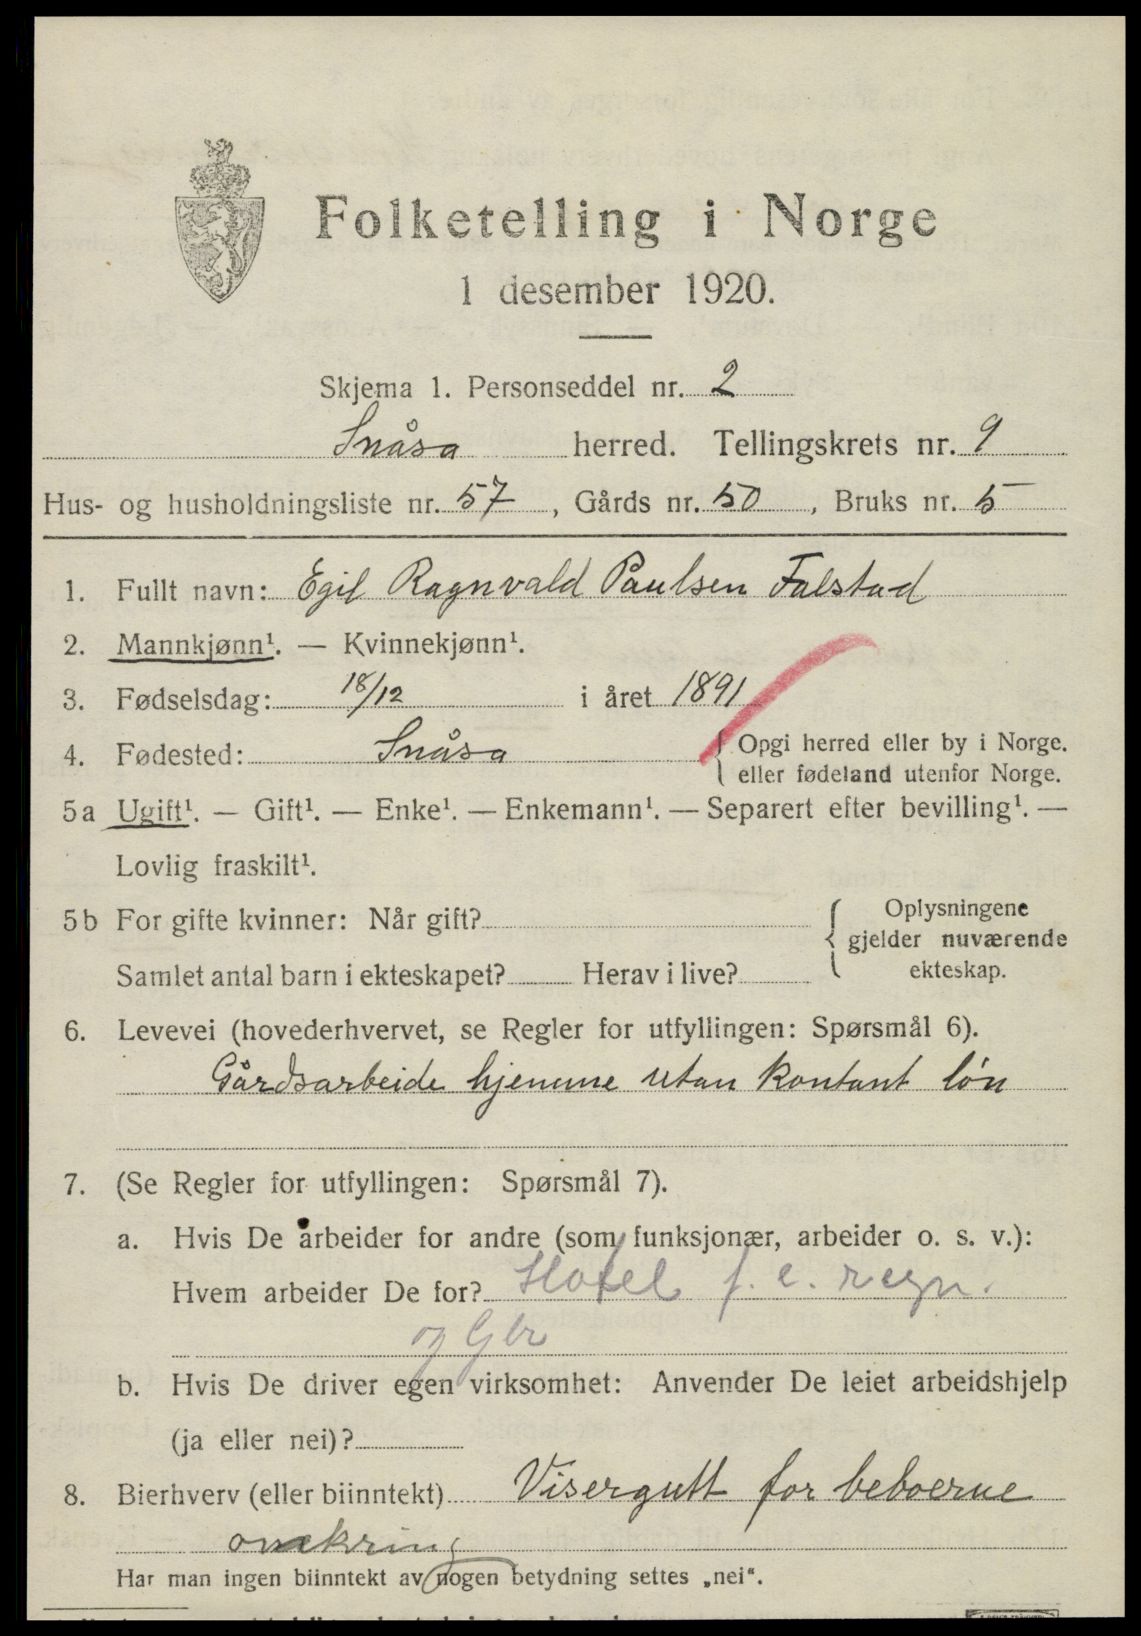 Folketelling i Norge
1 desember 1920.
Skjema 1. Personseddel nr. 2
Snåsa herred. Tellingskrets nr. 9
Hus- og husholdningsliste nr. 57, Gårds nr. 50, Bruks nr. 5
1. Fullt navn: Egil Ragnvald Paulsen Falstad
2. Mannkjønn¹. — Kvinnekjønn¹.
3. Fødselsdag: 18/12 i året 1891
4. Fødested: Snåsa { Opgi herred eller by i Norge.
eller fødeland utenfor Norge.
5a Ugift¹. — Gift¹. — Enke¹. — Enkemann¹. — Separert efter bevilling¹. —
Lovlig fraskilt¹.
5b For gifte kvinner: Når gift? { Oplysningene
gjelder nuværende
ekteskap.
Samlet antal barn i ekteskapet? Herav i live?
6. Levevei (hovederhvervet, se Regler for utfyllingen: Spørsmål 6).
Gårdsarbeide hjemme utan kontant løn
7. (Se Regler for utfyllingen: Spørsmål 7).
a. Hvis De arbeider for andre (som funksjonær, arbeider o. s. v.):
Hvem arbeider De for? Hotel f. e. regn.
og Gbr
b. Hvis De driver egen virksomhet: Anvender De leiet arbeidshjelp
(ja eller nei)?
8. Bierhverv (eller biinntekt) Visergutt for beboerne
omkring
Har man ingen biinntekt av nogen betydning settes „nei".